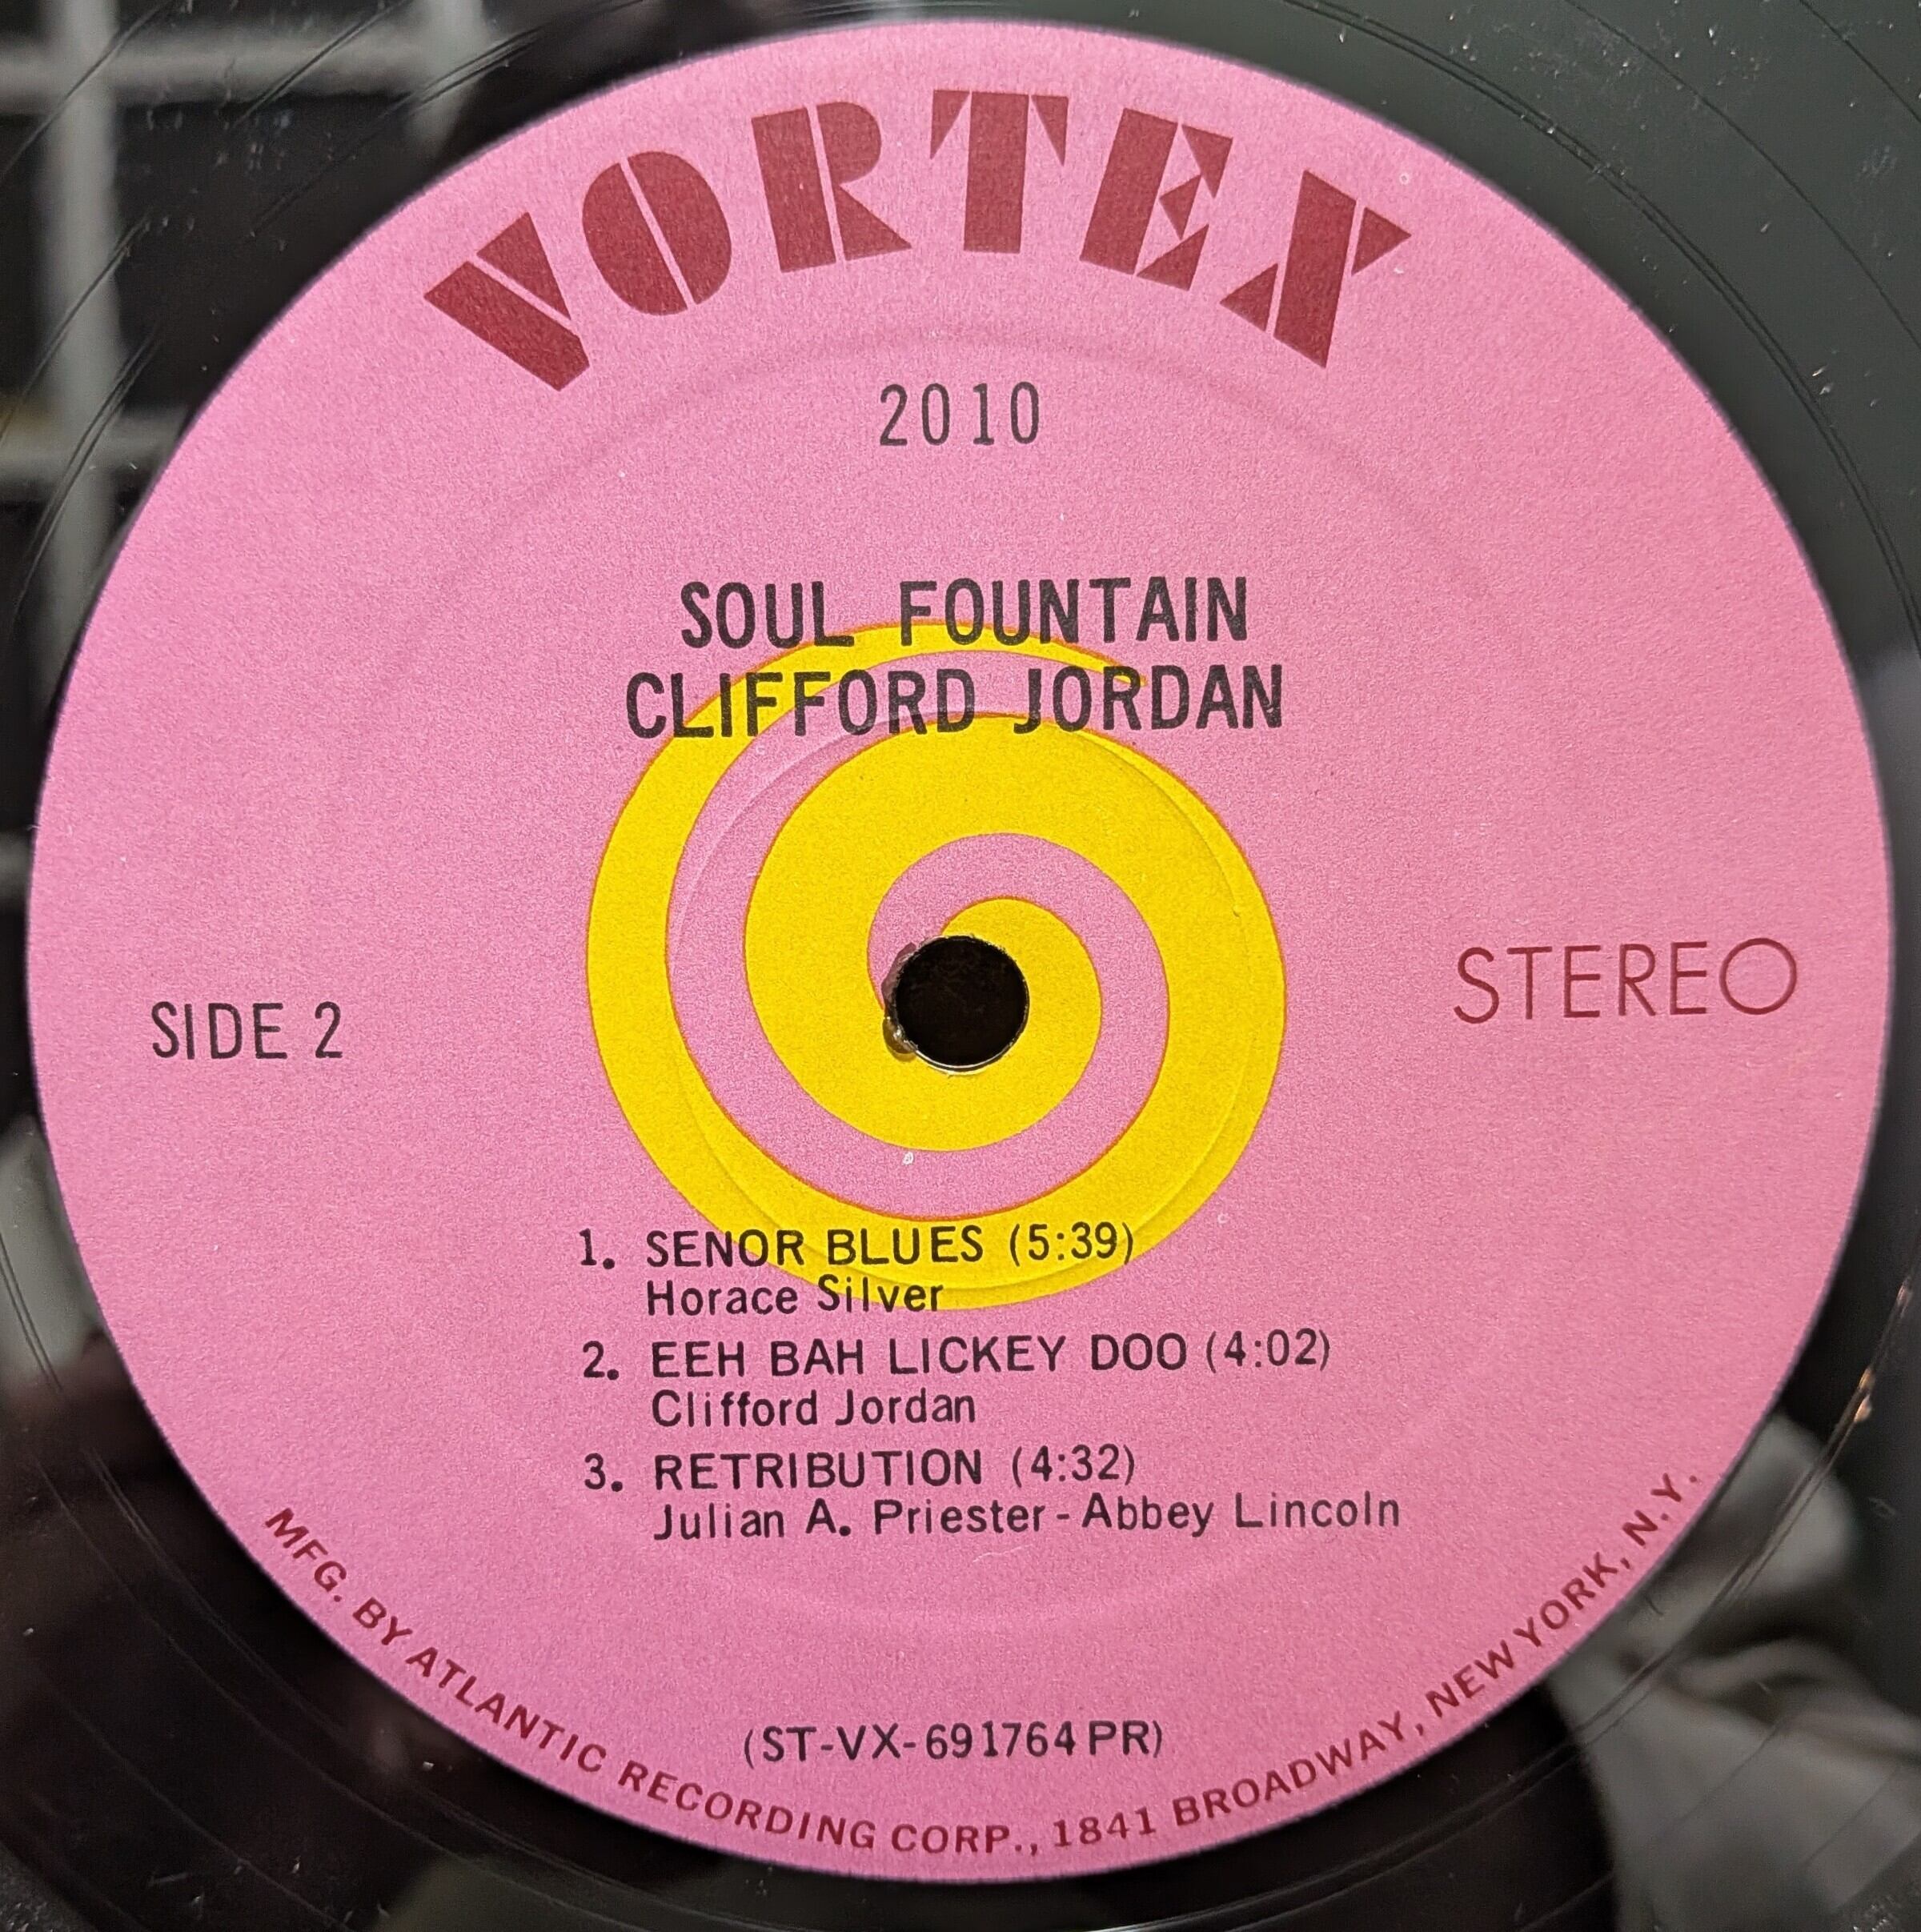 VORTEX
2010
SOUL FOUNTAIN
CLIFFORD JORDAN
SIDE 2
STEREO
1. SENOR BLUES (5:39)
Horace Silver
2. EEH BAH LICKEY DOO (4:02)
Clifford Jordan
3. RETRIBUTION (4:32)
Julian A. Priester - Abbey Lincoln
(ST-VX-691764 PR)
MFG. BY ATLANTIC RECORDING CORP., 1841 BROADWAY, NEW YORK, N.Y.